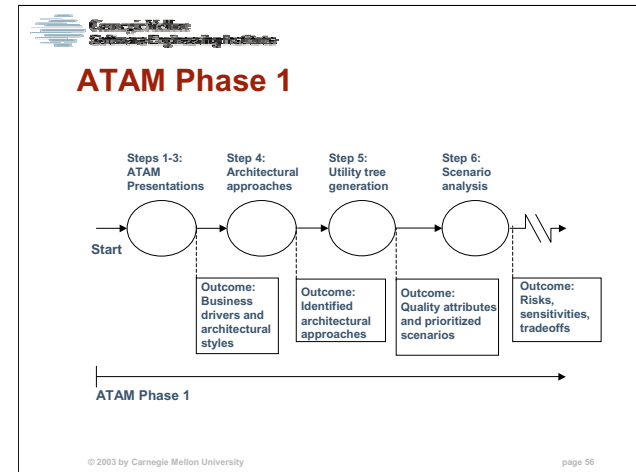 Carnegie Mellon
Software Engineering Institute
ATAM Phase 1
Steps 1-3:
ATAM
Presentations
Step 4:
Architectural
approaches
Step 5:
Utility tree
generation
Step 6:
Scenario
analysis
Start
Outcome:
Business
drivers and
architectural
styles
Outcome:
Identified
architectural
approaches
Outcome:
Quality attributes
and prioritized
scenarios
Outcome:
Risks,
sensitivities,
tradeoffs
ATAM Phase 1
© 2003 by Carnegie Mellon University
page 56